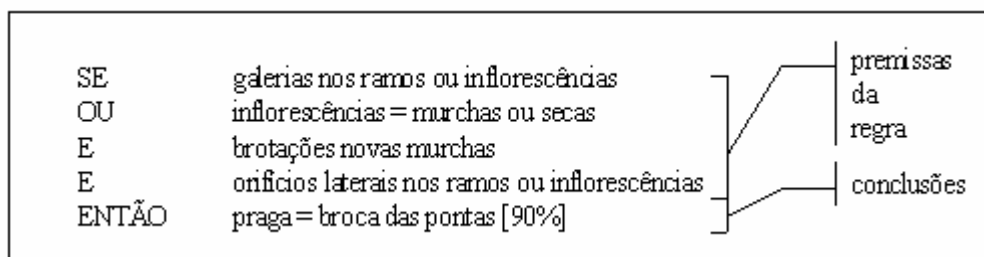 SE galerias nos ramos ou inflorescências
OU inflorescências = murchas ou secas
E brotações novas murchas
E orifícios laterais nos ramos ou inflorescências
ENTÃO praga = broca das pontas [90%]
premissas
da
regra
conclusões